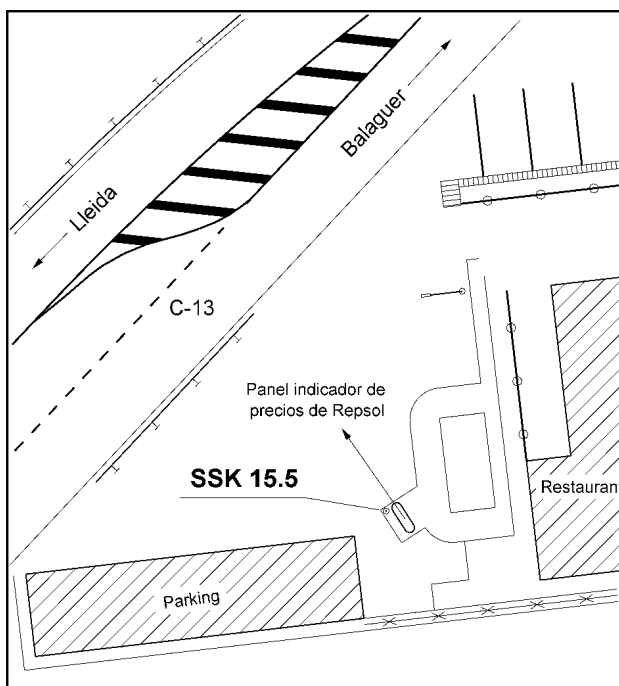 Balaguer
Lleida
C-13
Panel indicador de
precios de Repsol
SSK 15.5
Restauran
Parking